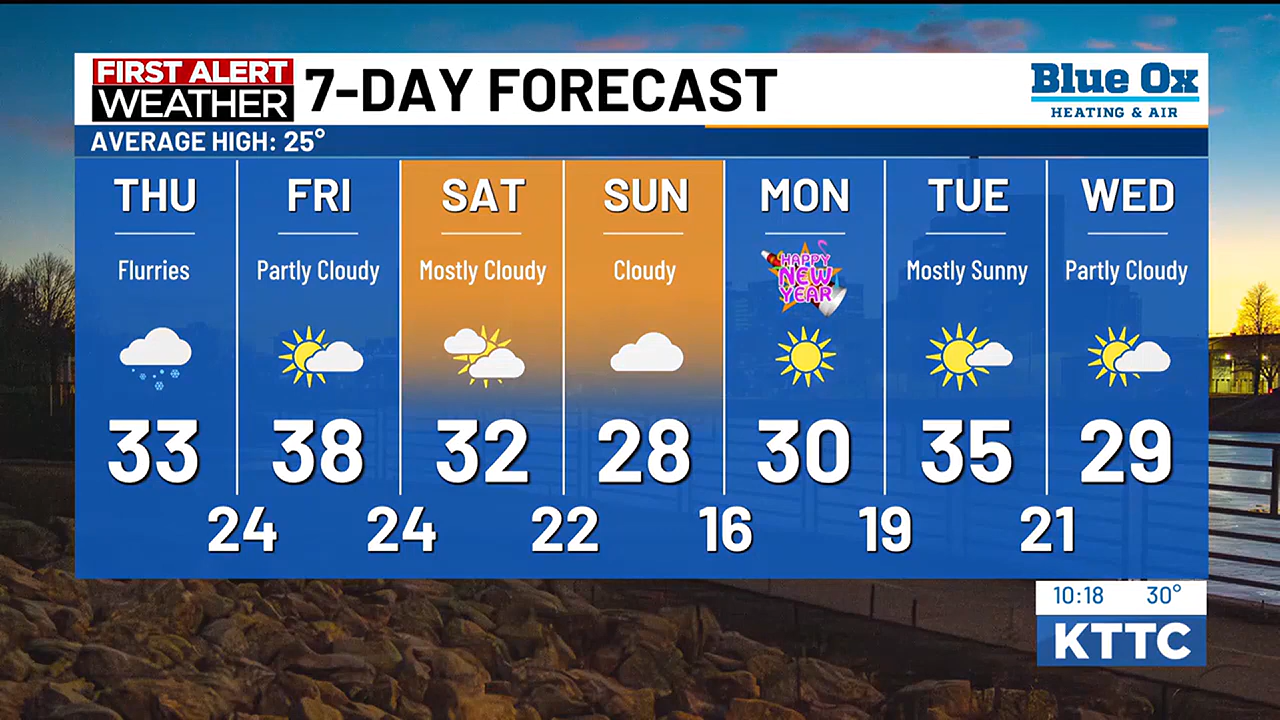 FIRST ALERT
WEATHER
7-DAY FORECAST
Blue Ox
HEATING & AIR
AVERAGE HIGH: 25°
THU FRI SAT SUN MON TUE WED
Flurries Partly Cloudy Mostly Cloudy Cloudy Mostly Sunny Partly Cloudy
HAPPY
NEW
YEAR
33 38 32 28 30 35 29
24 24 22 16 19 21
10:18 30°
KTTC